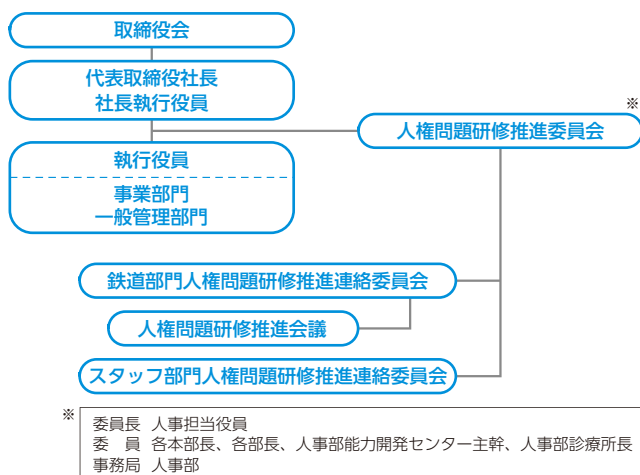 取締役会
代表取締役社長
社長執行役員
※
人権問題研修推進委員会
執行役員
事業部門
一般管理部門
鉄道部門人権問題研修推進連絡委員会
人権問題研修推進会議
スタッフ部門人権問題研修推進連絡委員会
※
委員長 人事担当役員
委　員 各本部長、各部長、人事部能力開発センター主幹、人事部診療所長
事務局 人事部